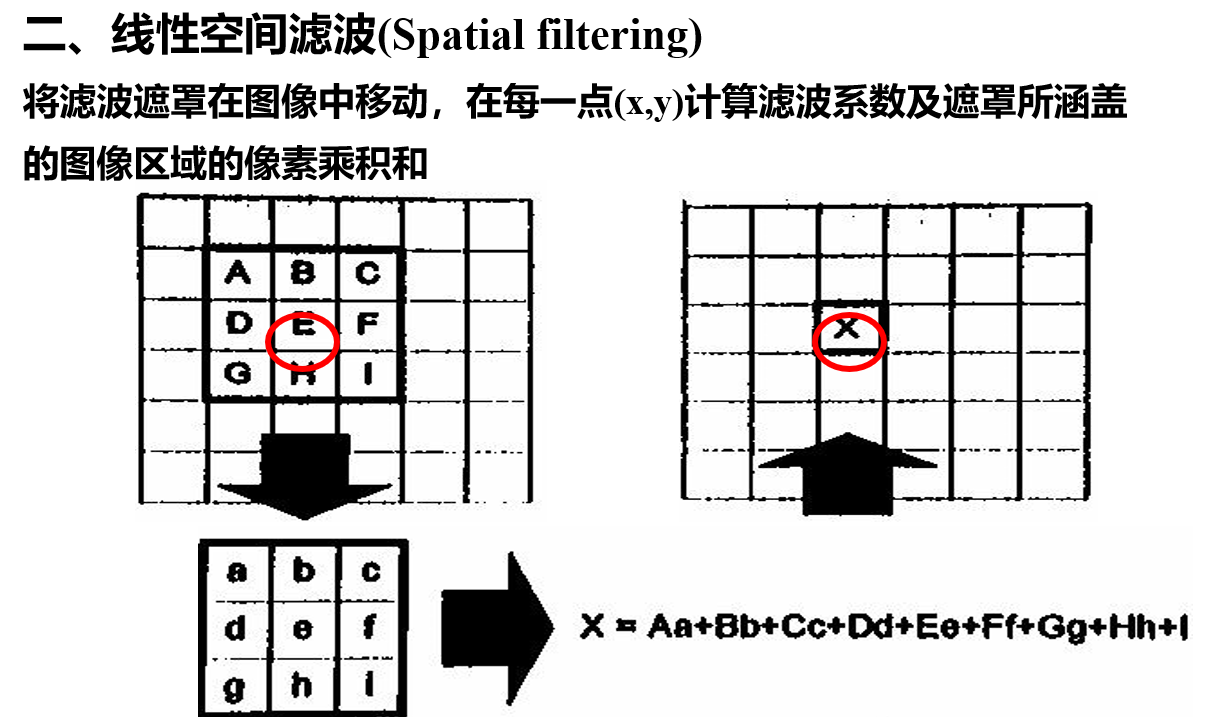 二、线性空间滤波(Spatial filtering)
将滤波遮罩在图像中移动，在每一点(x,y)计算滤波系数及遮罩所涵盖
的图像区域的像素乘积和
A B C
D E F
G H I
X
a b c
d e f
g h i
X = Aa+Bb+Cc+Dd+Ee+Ff+Gg+Hh+I